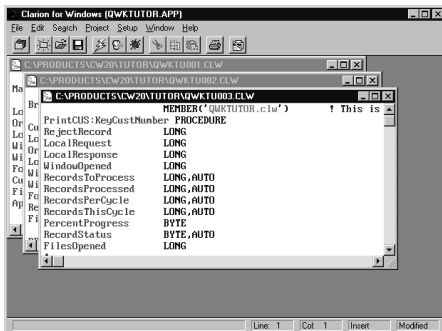 Clarion for Windows (QWKTUTOR.APP)
File Edit Search Project Setup Window Help
C:\PRODUCTS\CW20\TUTOR\QWKTU001.CLW
C:\PRODUCTS\CW20\TUTOR\QWKTU002.CLW
C:\PRODUCTS\CW20\TUTOR\QWKTU003.CLW
MEMBER('QWKTUTOR.clw') ! This is
PrintCUS:KeyCustNumber PROCEDURE
RejectRecord LONG
LocalRequest LONG
LocalResponse LONG
WindowOpened LONG
RecordsToProcess LONG,AUTO
RecordsProcessed LONG,AUTO
RecordsPerCycle LONG,AUTO
RecordsThisCycle LONG,AUTO
PercentProgress BYTE
RecordStatus BYTE,AUTO
FilesOpened LONG
Line: 1 Col: 1 Insert Modified